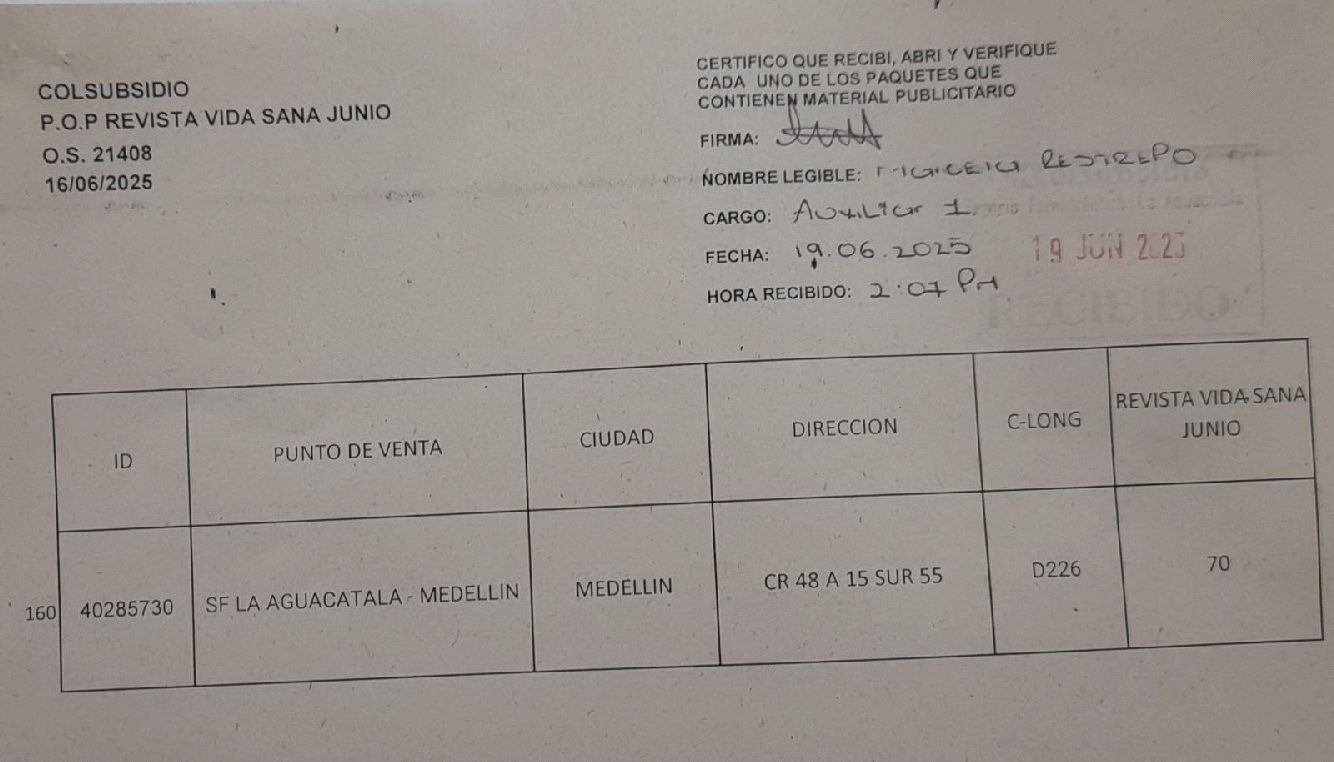 COLSUBSIDIO
P.O.P REVISTA VIDA SANA JUNIO
O.S. 21408
16/06/2025
CERTIFICO QUE RECIBI, ABRI Y VERIFIQUE
CADA UNO DE LOS PAQUETES QUE
CONTIENEN MATERIAL PUBLICITARIO
FIRMA:
NOMBRE LEGIBLE: RESTREPO
CARGO: Auxiliar 1
FECHA: 19.06.2025
19 JUN 2025
HORA RECIBIDO: 2:07 PM
RECIBIDO
ID
PUNTO DE VENTA
CIUDAD
DIRECCION
C-LONG
REVISTA VIDA SANA
JUNIO
160
40285730
SF LA AGUACATALA - MEDELLIN
MEDELLIN
CR 48 A 15 SUR 55
D226
70